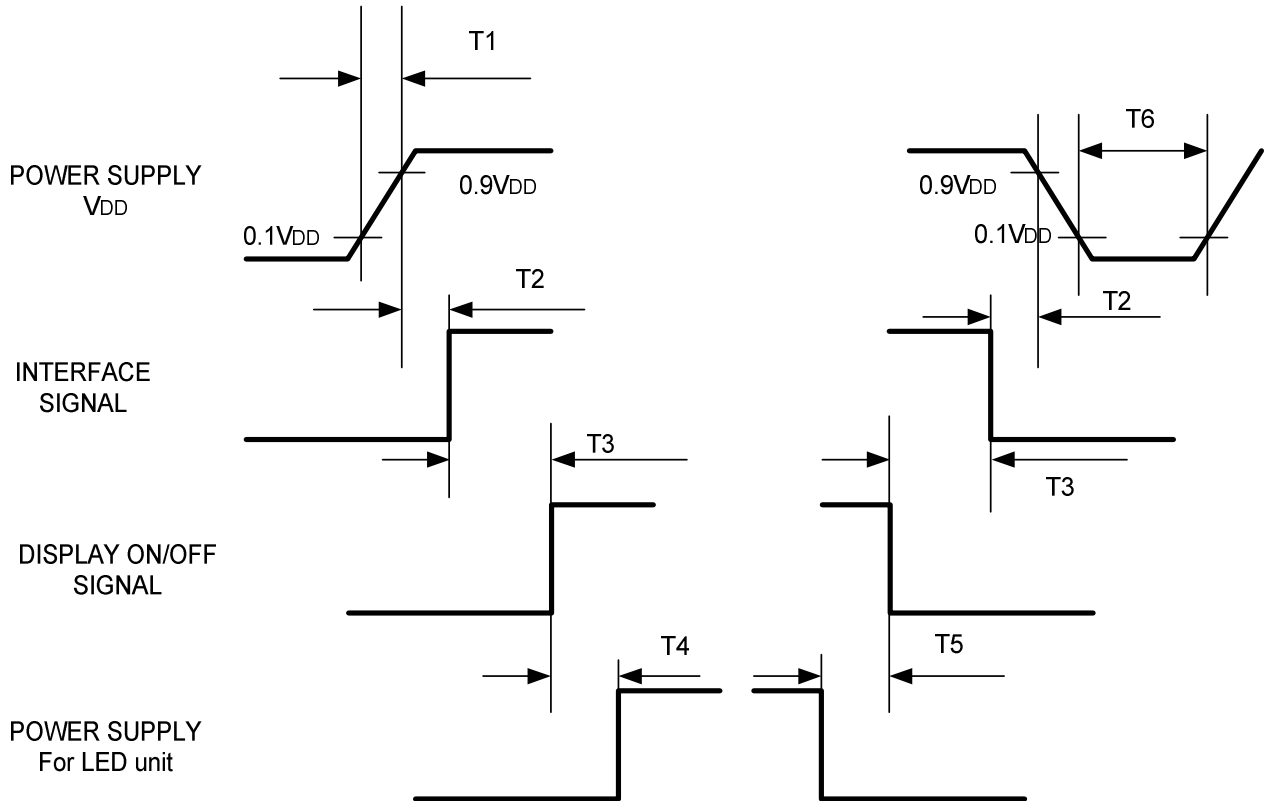 T1
T6
POWER SUPPLY
VDD
0.9VDD
0.9VDD
0.1VDD
0.1VDD
T2
T2
INTERFACE
SIGNAL
T3
T3
DISPLAY ON/OFF
SIGNAL
T4
T5
POWER SUPPLY
For LED unit